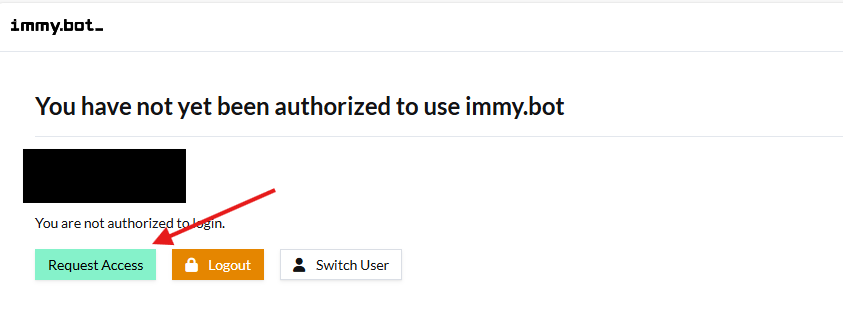 immy.bot_
You have not yet been authorized to use immy.bot
You are not authorized to login.
Request Access
Logout
Switch User